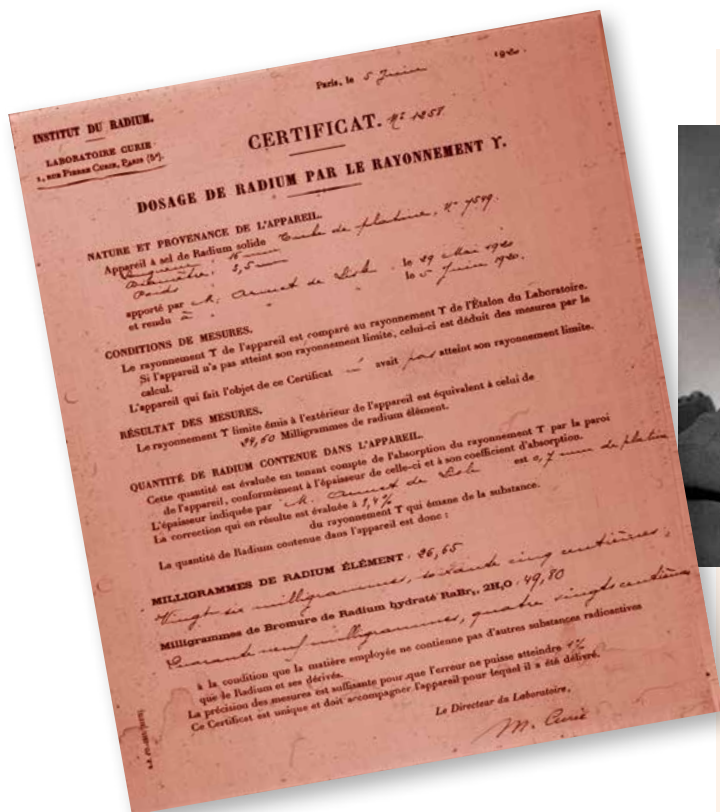 Paris, le 5 Juin 1920.
INSTITUT DU RADIUM.
LABORATOIRE CURIE
1, RUE PIERRE CURIE, PARIS (5e).
CERTIFICAT. No 1257
DOSAGE DE RADIUM PAR LE RAYONNEMENT γ.
NATURE ET PROVENANCE DE L'APPAREIL.
Appareil à sel de Radium solide Tube de platine, No 7519.
Longueur : 15 mm
Diamètre : 3,5 mm
Poids
apporté par M. Armet de Lisle le 29 Mai 1920
et rendu à le 5 Juin 1920.
CONDITIONS DE MESURES.
Le rayonnement γ de l'appareil est comparé au rayonnement γ de l'Étalon du Laboratoire.
Si l'appareil n'a pas atteint son rayonnement limite, celui-ci est déduit des mesures par le
calcul.
L'appareil qui fait l'objet de ce Certificat avait pas atteint son rayonnement limite.
RÉSULTAT DES MESURES.
Le rayonnement γ limite émis à l'extérieur de l'appareil est équivalent à celui de
,60 Milligrammes de radium élément.
QUANTITÉ DE RADIUM CONTENUE DANS L'APPAREIL.
Cette quantité est évaluée en tenant compte de l'absorption du rayonnement γ par la paroi
de l'appareil, conformément à l'épaisseur de celle-ci et à son coefficient d'absorption.
L'épaisseur indiquée par M. Armet de Lisle est 0,7 mm de platine
La correction qui en résulte est évaluée à %
du rayonnement γ qui émane de la substance.
La quantité de Radium contenue dans l'appareil est donc :
MILLIGRAMMES DE RADIUM ÉLÉMENT : 26,65
Vingt six milligrammes, soixante cinq centièmes,
Milligrammes de Bromure de Radium hydraté RaBr2, 2H2O : 49,80
Quarante neuf milligrammes, quatre vingts centièmes
à la condition que la matière employée ne contienne pas d'autres substances radioactives
que le Radium et ses dérivés.
La précision des mesures est suffisante pour que l'erreur ne puisse atteindre 1%
Ce Certificat est unique et doit accompagner l'appareil pour lequel il a été délivré.
Le Directeur du Laboratoire,
M. Curie